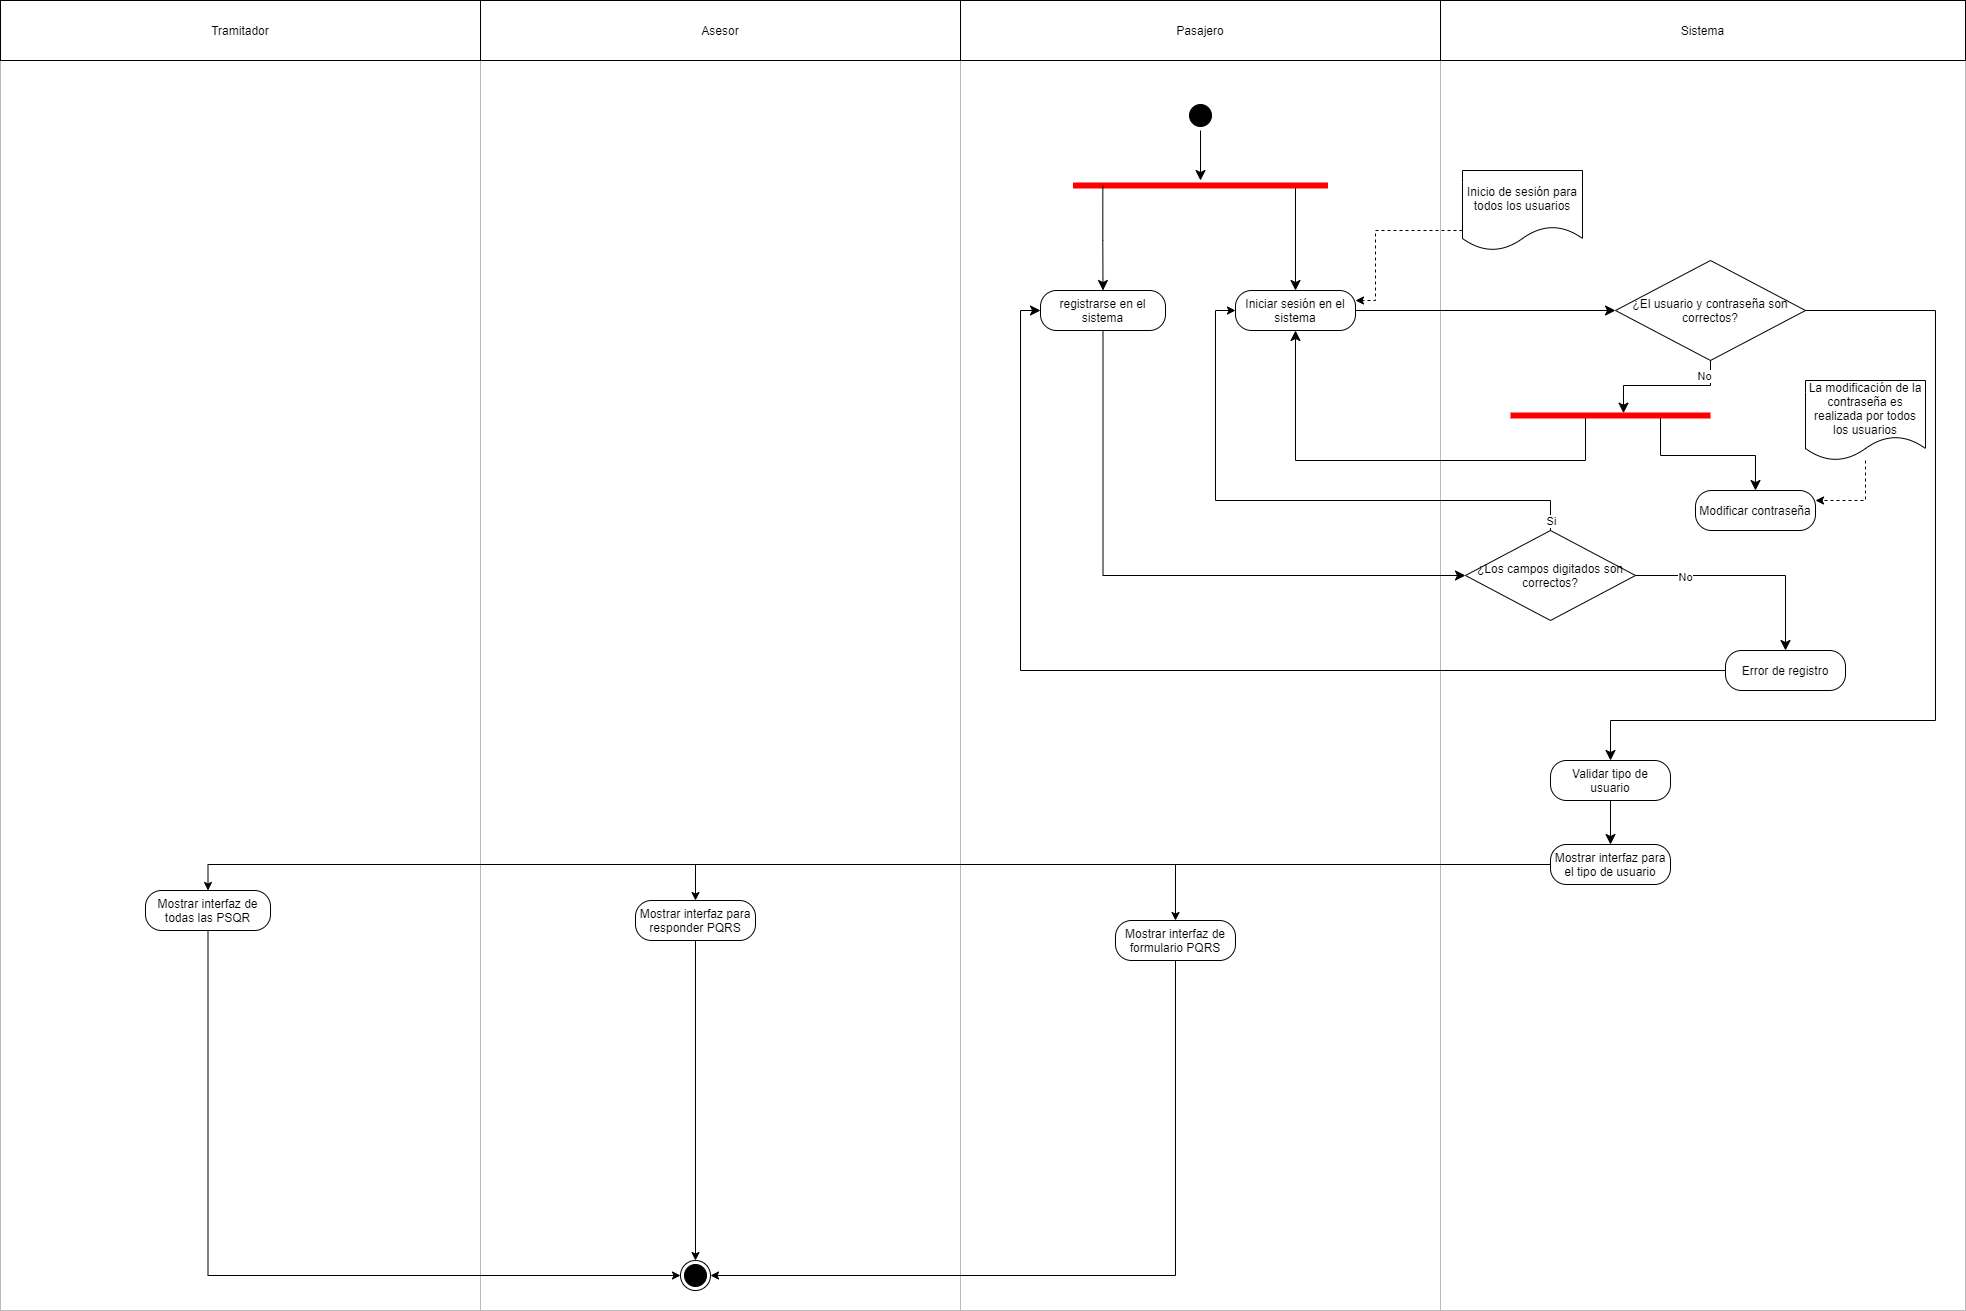 Tramitador
Asesor
Pasajero
Sistema
Inicio de sesión para
todos los usuarios
registrarse en el
sistema
Iniciar sesión en el
sistema
¿El usuario y contraseña son
correctos?
No
La modificación de la
contraseña es
realizada por todos
los usuarios
Modificar contraseña
Si
¿Los campos digitados son
correctos?
No
Error de registro
Validar tipo de
usuario
Mostrar interfaz para
el tipo de usuario
Mostrar interfaz de
todas las PSQR
Mostrar interfaz para
responder PQRS
Mostrar interfaz de
formulario PQRS